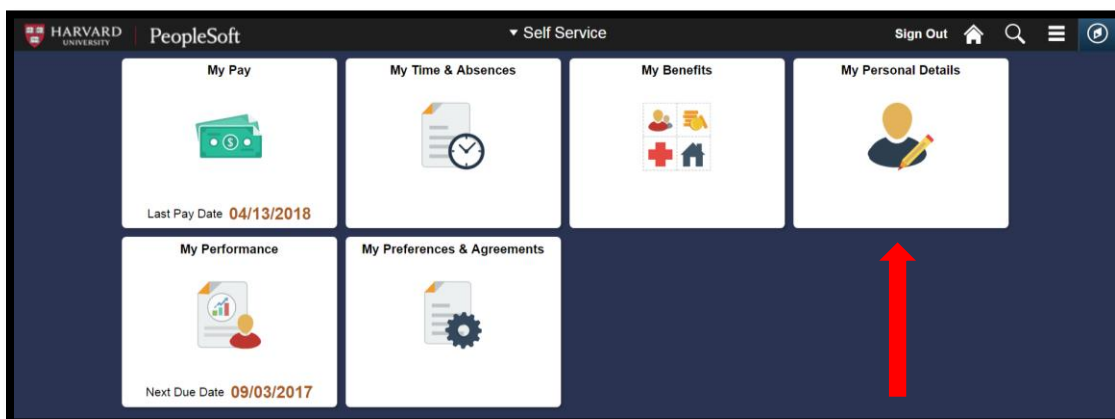 HARVARD
UNIVERSITY
PeopleSoft
Self Service
Sign Out
My Pay
Last Pay Date 04/13/2018
My Time & Absences
My Benefits
My Personal Details
My Performance
Next Due Date 09/03/2017
My Preferences & Agreements